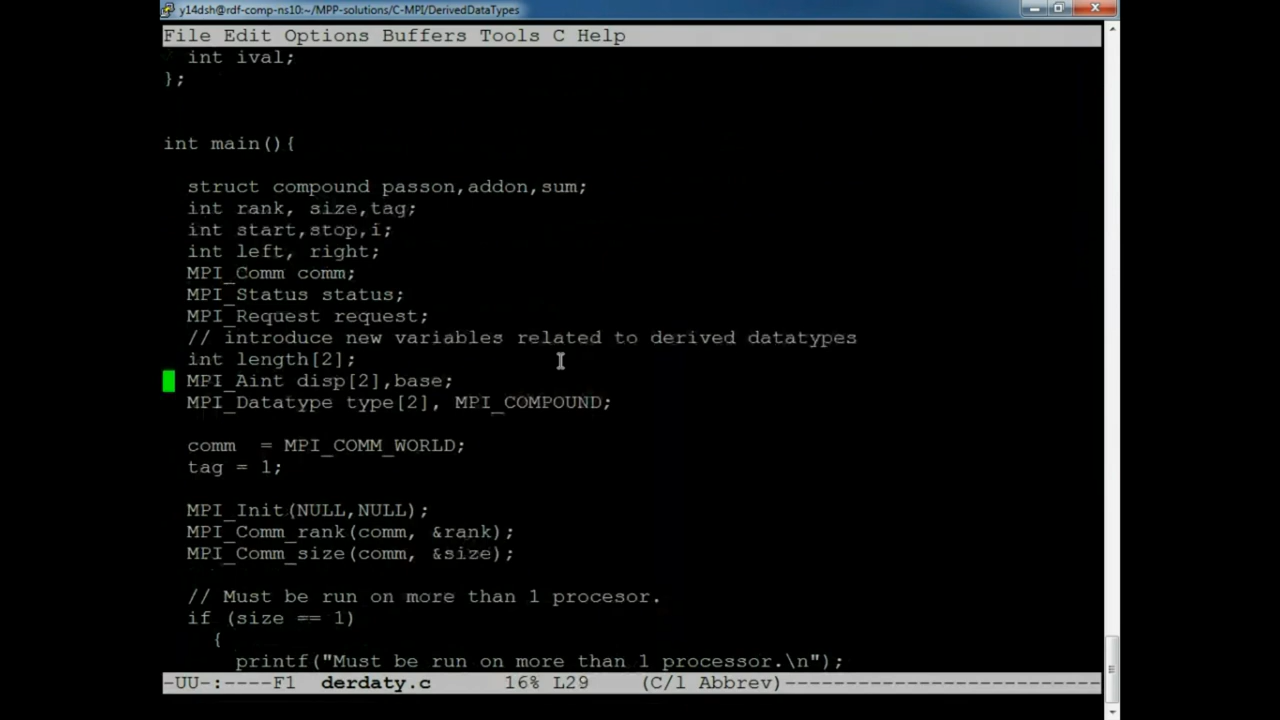 y14dsh@rdf-comp-ns10:~/MPP-solutions/C-MPI/DerivedDataTypes
File Edit Options Buffers Tools C Help
int ival;
};
int main(){
struct compound passon,addon,sum;
int rank, size,tag;
int start,stop,i;
int left, right;
MPI_Comm comm;
MPI_Status status;
MPI_Request request;
// introduce new variables related to derived datatypes
int length[2];
MPI_Aint disp[2],base;
MPI_Datatype type[2], MPI_COMPOUND;
comm  = MPI_COMM_WORLD;
tag = 1;
MPI_Init(NULL,NULL);
MPI_Comm_rank(comm, &rank);
MPI_Comm_size(comm, &size);
// Must be run on more than 1 procesor.
if (size == 1)
{
printf("Must be run on more than 1 processor.\n");
-UU-:----F1  derdaty.c      16% L29    (C/l Abbrev)--------------------------